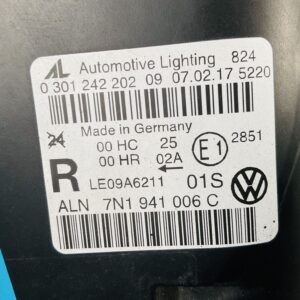 AL Automotive Lighting 824
0 301 242 202 09 07.02.17 5220
24 Made in Germany
00 HC 25 E1 2851
00 HR 02A
R LE09A6211 01S
ALN 7N1 941 006 C